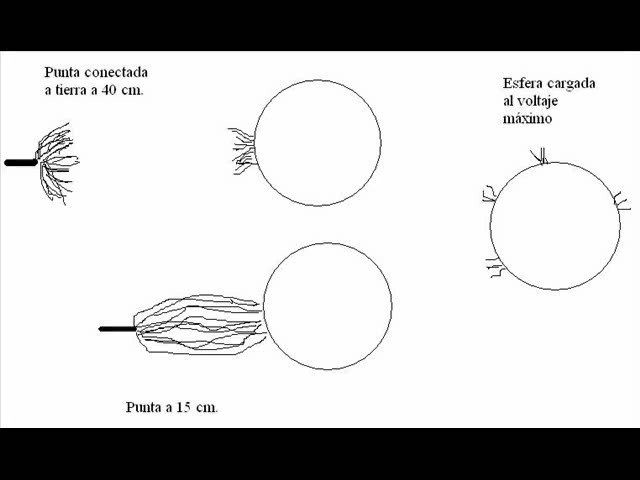 Punta conectada
a tierra a 40 cm.
Esfera cargada
al voltaje
máximo
Punta a 15 cm.